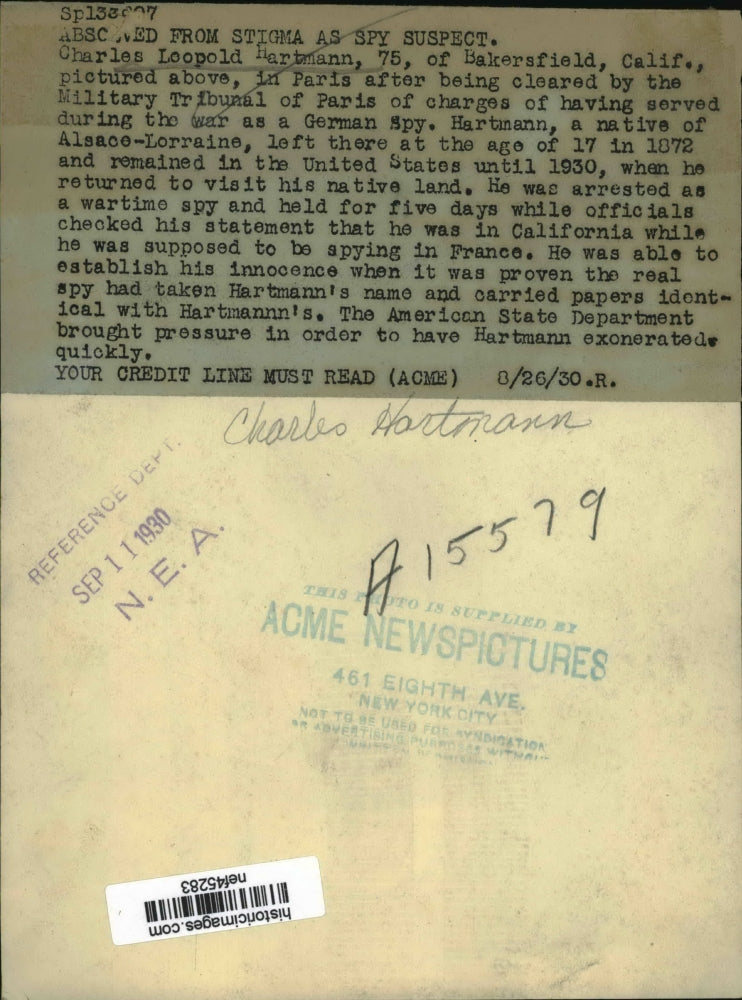 ABSOLVED FROM STIGMA AS SPY SUSPECT.
Charles Leopold Hartmann, 75, of Bakersfield, Calif.,
pictured above, in Paris after being cleared by the
Military Tribunal of Paris of charges of having served
during the war as a German Spy. Hartmann, a native of
Alsace-Lorraine, left there at the age of 17 in 1872
and remained in the United States until 1930, when he
returned to visit his native land. He was arrested as
a wartime spy and held for five days while officials
checked his statement that he was in California while
he was supposed to be spying in France. He was able to
establish his innocence when it was proven the real
spy had taken Hartmann's name and carried papers ident-
ical with Hartmannn's. The American State Department
brought pressure in order to have Hartmann exonerated.
quickly.
YOUR CREDIT LINE MUST READ (ACME) 8/26/30.R.
Charles Hartmann
REFERENCE DEPT.
SEP 11 1930
N. E. A.
A15579
THIS PHOTO IS SUPPLIED BY
ACME NEWSPICTURES
461 EIGHTH AVE.
NEW YORK CITY
NOT TO BE USED FOR SYNDICATION
OR ADVERTISING PURPOSES WITHOUT
historicimages.com
nef45283